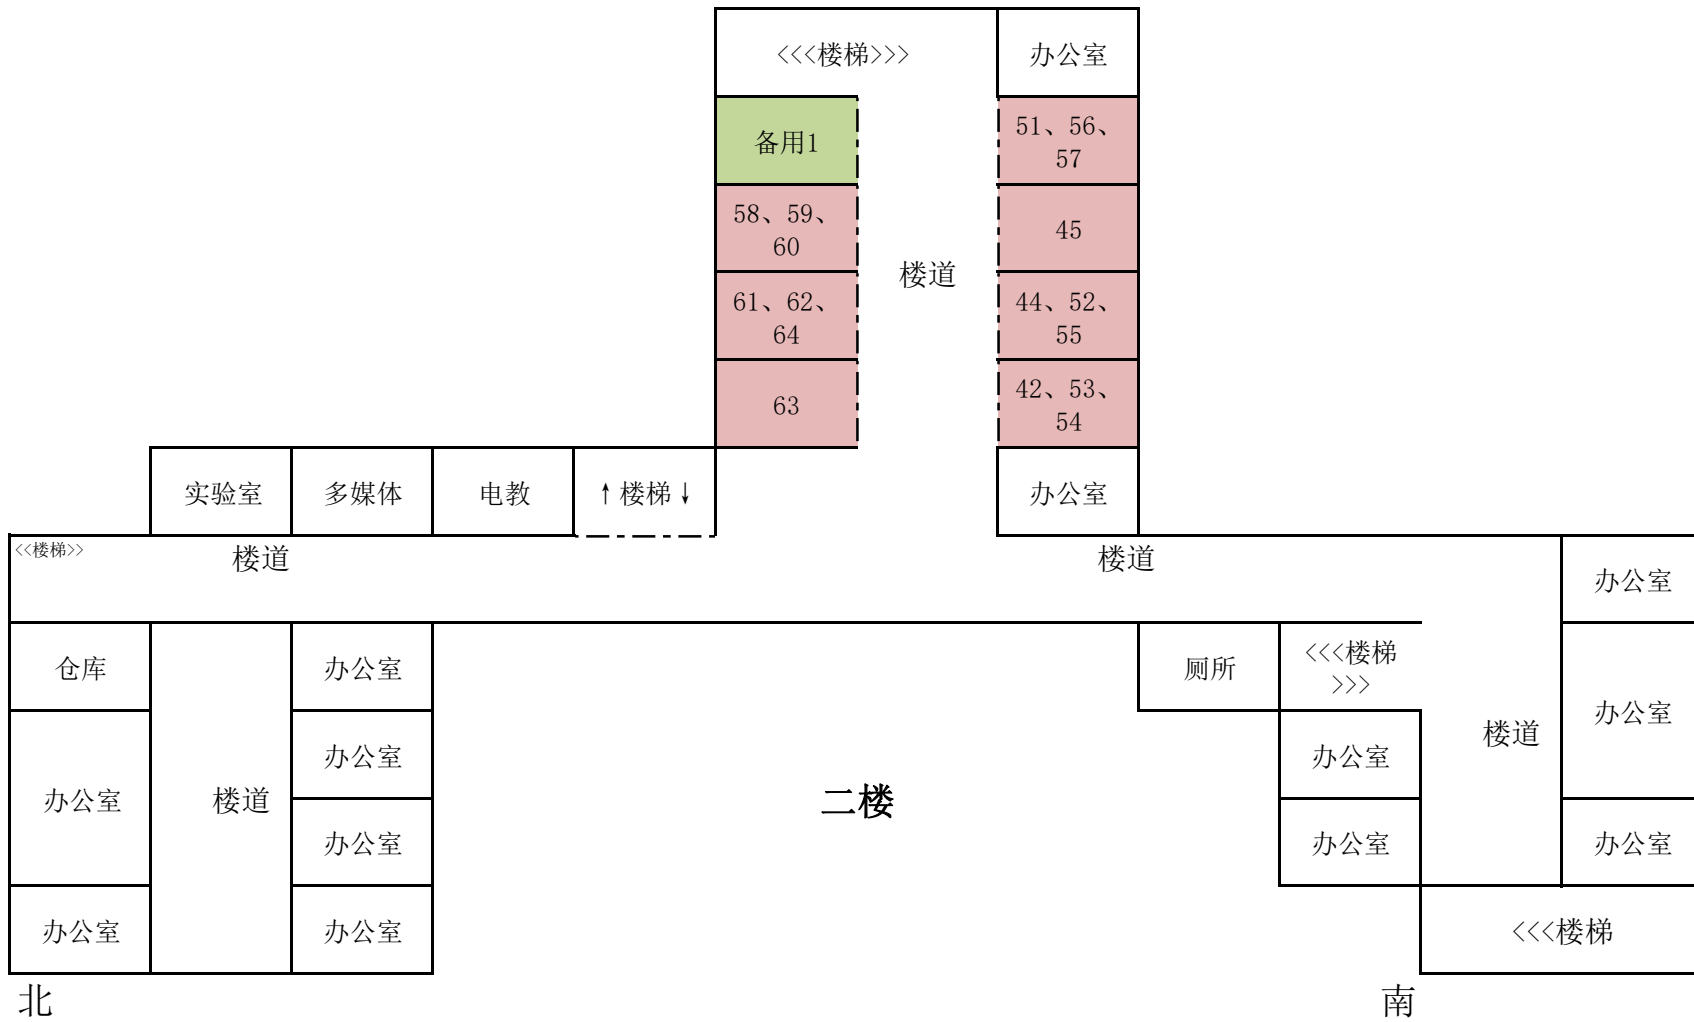 <<<楼梯>>>
办公室
备用1
51、56、
57
58、59、
60
45
楼道
61、62、
64
44、52、
55
63
42、53、
54
实验室
多媒体
电教
↑楼梯↓
办公室
<<楼梯>>
楼道
楼道
办公室
仓库
办公室
厕所
<<<楼梯
>>>
办公室
办公室
办公室
楼道
办公室
楼道
二楼
办公室
办公室
办公室
办公室
办公室
<<<楼梯
北
南